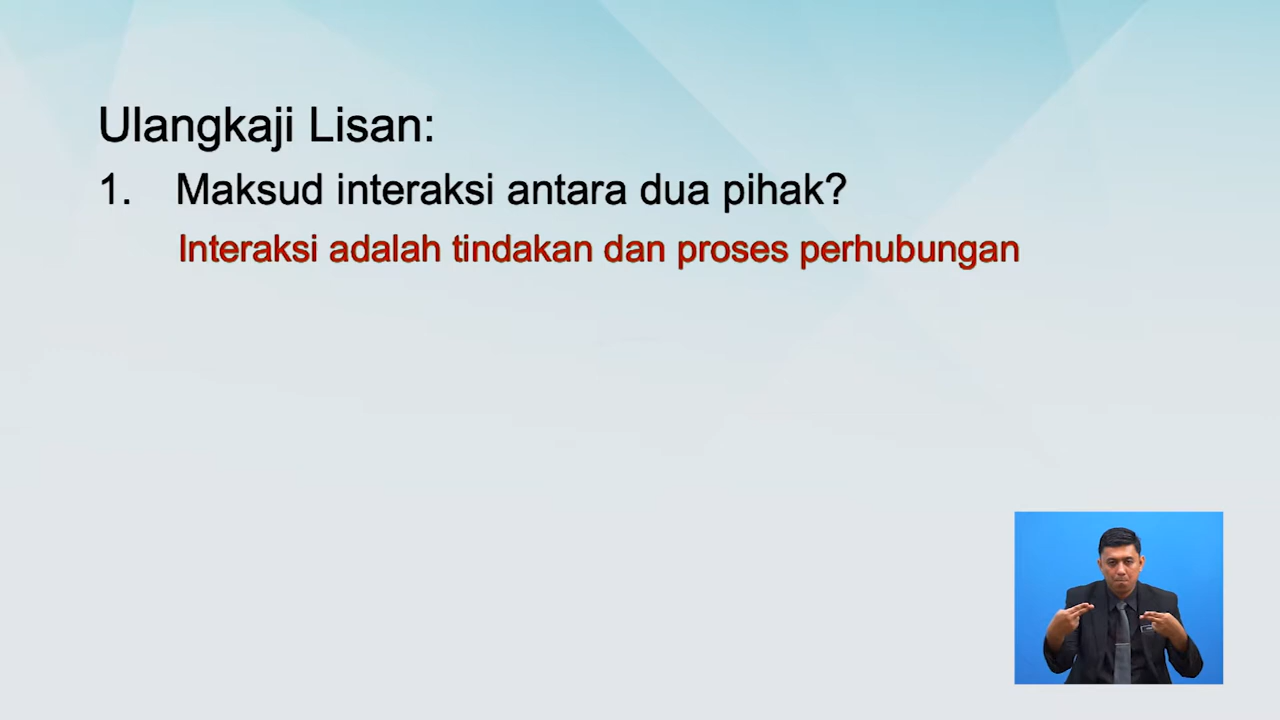 Ulangkaji Lisan:
1. Maksud interaksi antara dua pihak?
Interaksi adalah tindakan dan proses perhubungan